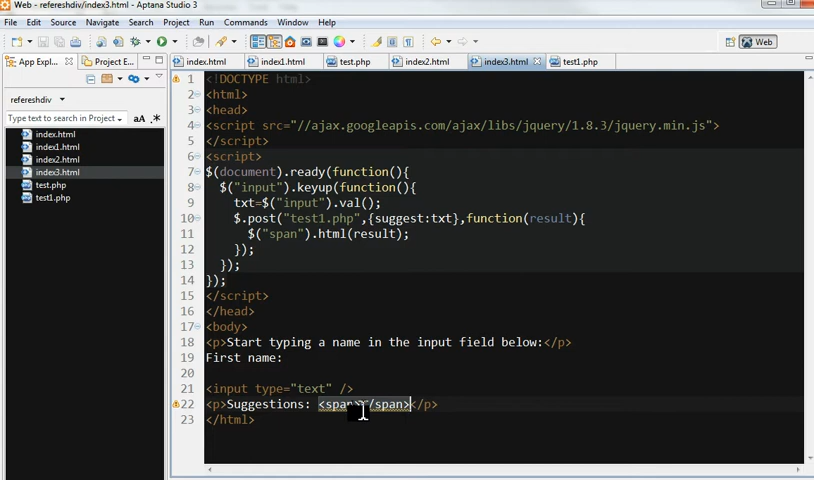 Web - refereshdiv/index3.html - Aptana Studio 3
File Edit Source Navigate Search Project Run Commands Window Help
Web
App Expl... Project E...
index.html index1.html test.php index2.html index3.html test1.php
refereshdiv
Type text to search in Project aA .*
index.html
index1.html
index2.html
index3.html
test.php
test1.php
1 <!DOCTYPE html>
2 <html>
3 <head>
4 <script src="//ajax.googleapis.com/ajax/libs/jquery/1.8.3/jquery.min.js">
5 </script>
6 <script>
7 $(document).ready(function(){
8 $("input").keyup(function(){
9 txt=$("input").val();
10 $.post("test1.php",{suggest:txt},function(result){
11 $("span").html(result);
12 });
13 });
14 });
15 </script>
16 </head>
17 <body>
18 <p>Start typing a name in the input field below:</p>
19 First name:
20
21 <input type="text" />
22 <p>Suggestions: <span></span></p>
23 </html>